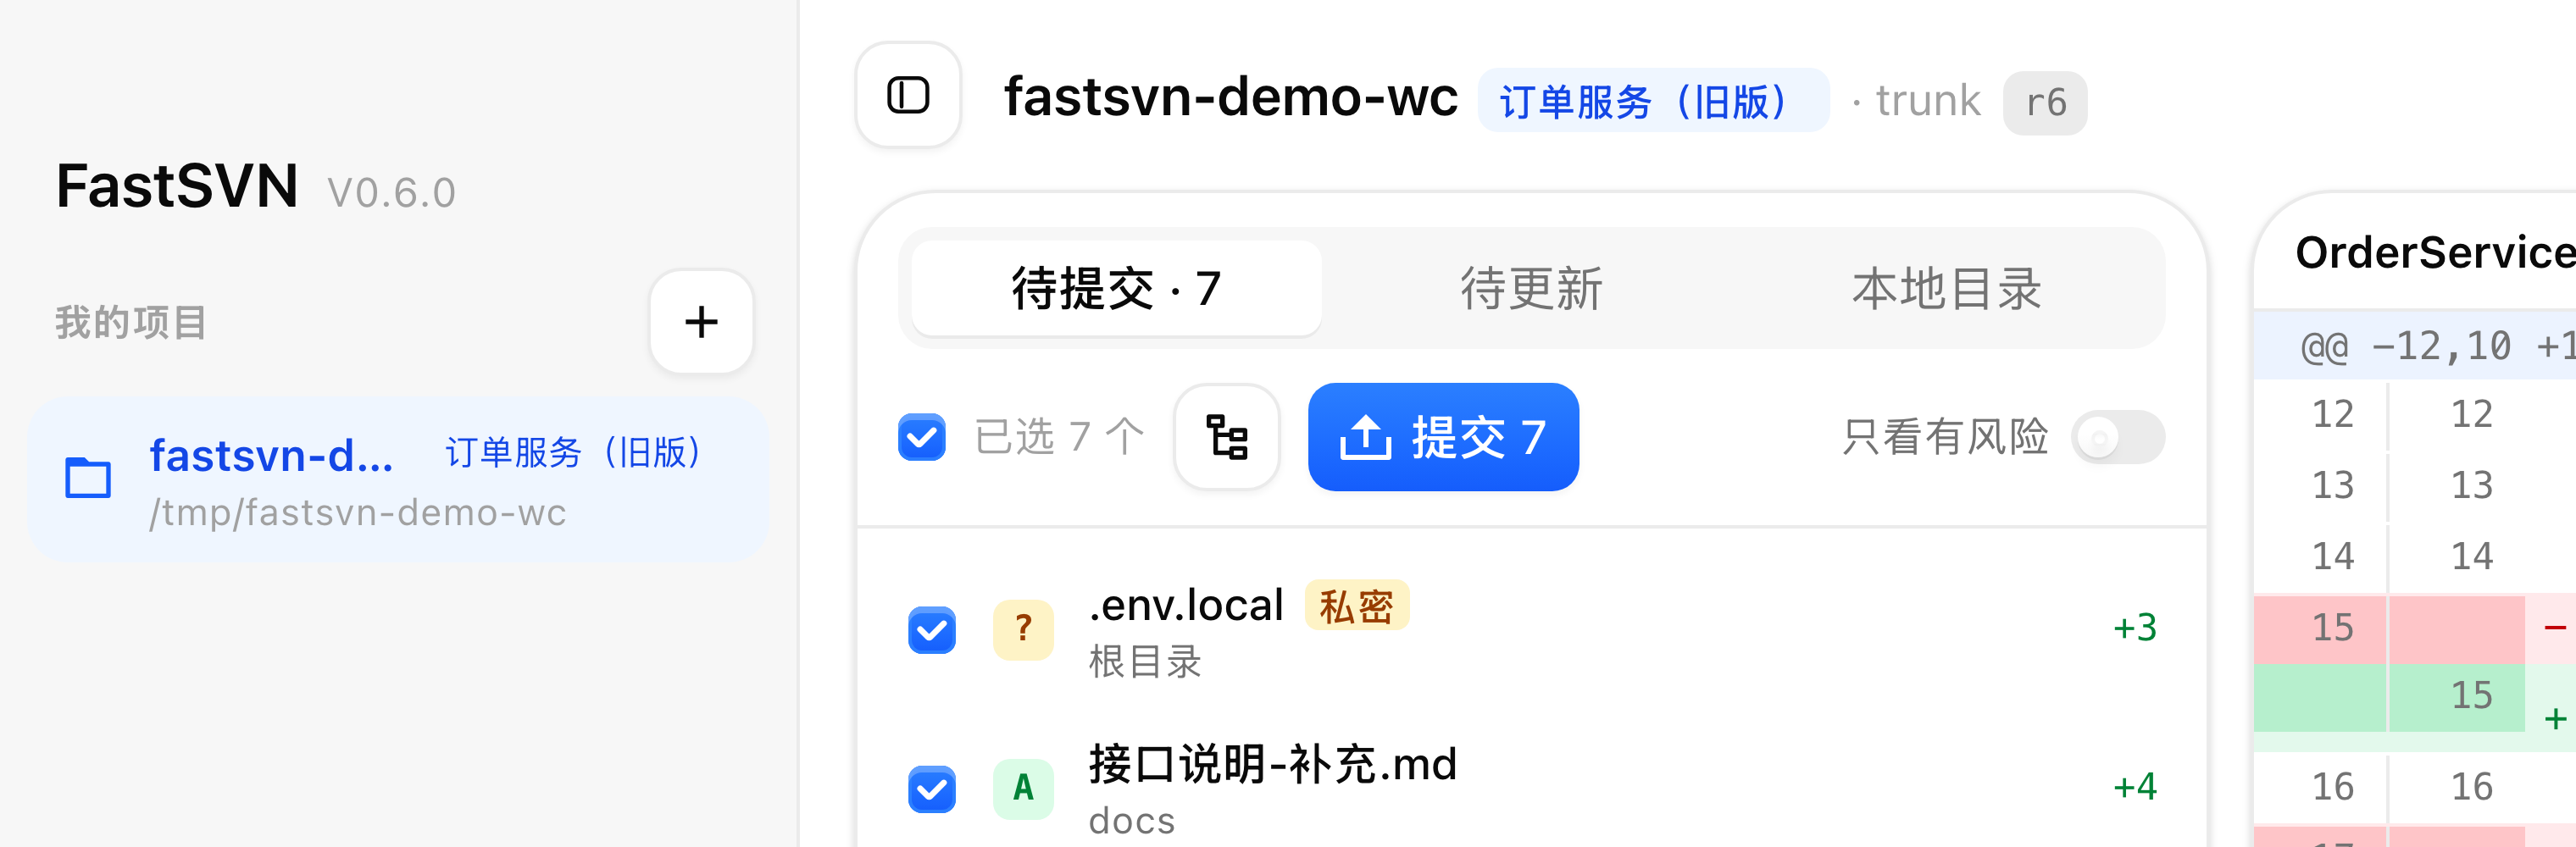 FastSVN V0.6.0
我的项目
fastsvn-d... 订单服务（旧版）
/tmp/fastsvn-demo-wc
fastsvn-demo-wc 订单服务（旧版） · trunk r6
待提交 · 7 待更新 本地目录
已选 7 个 提交 7 只看有风险
? .env.local 私密 +3
根目录
A 接口说明-补充.md +4
docs
OrderService
@@ -12,10 +1
12 12
13 13
14 14
15 -
15 +
16 16